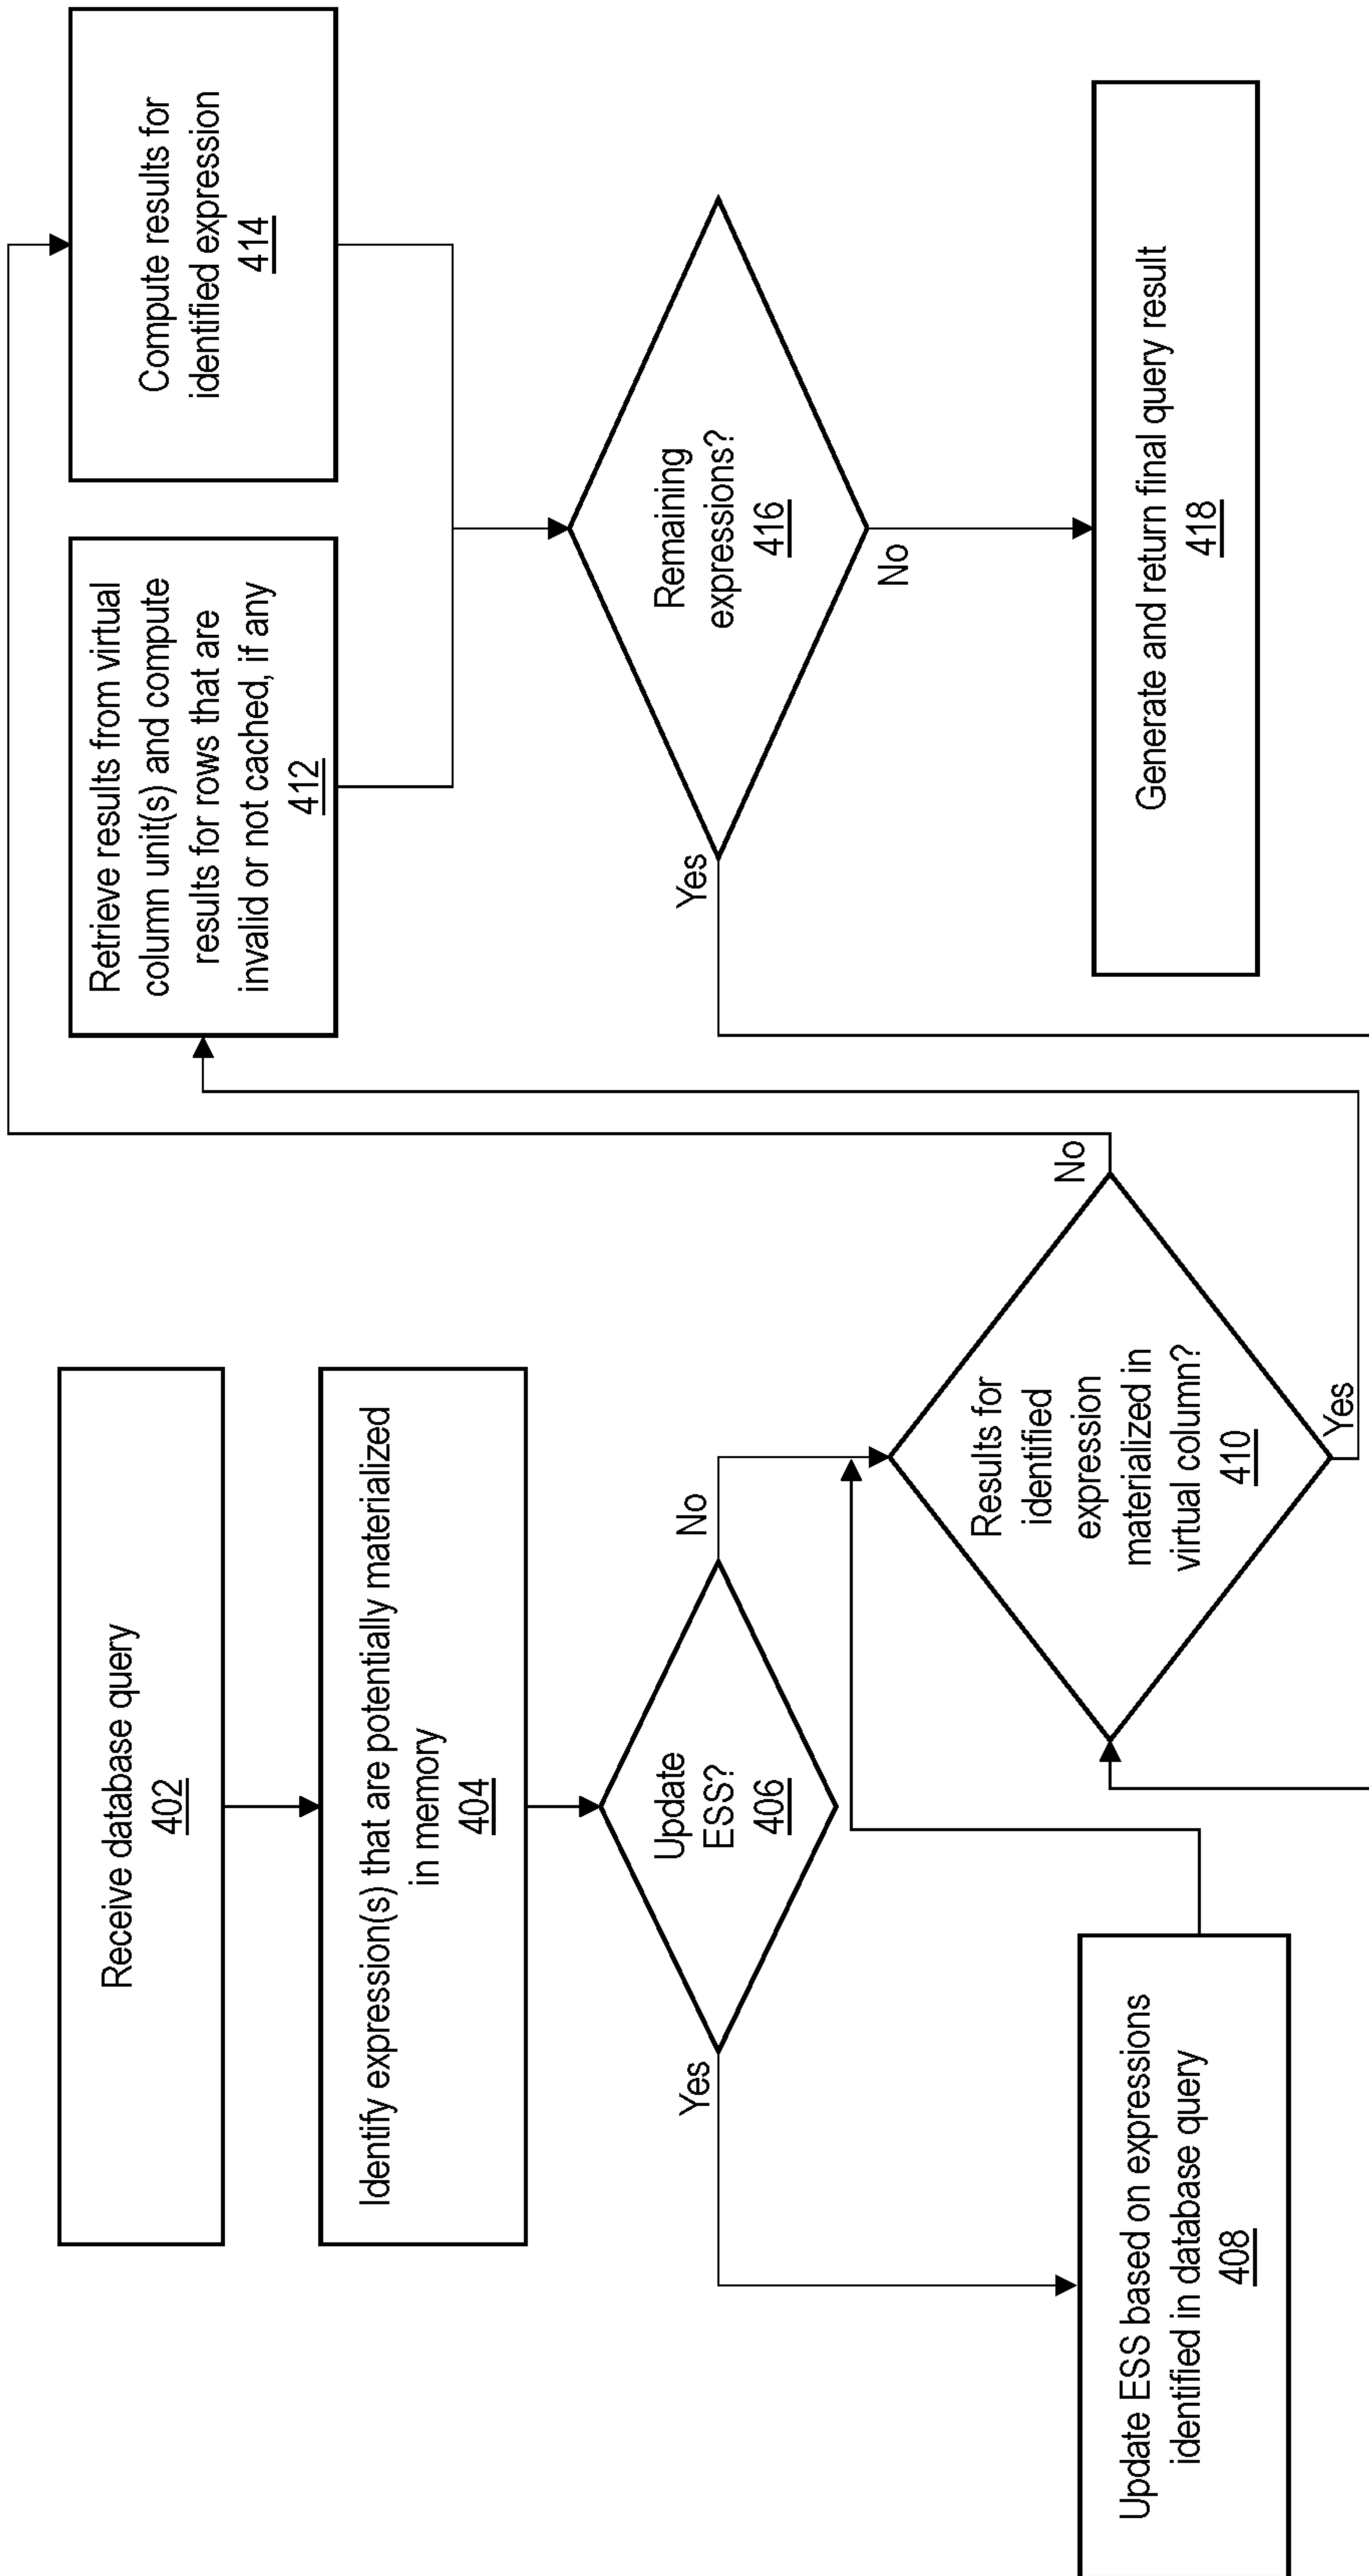 Receive database query
402
Identify expression(s) that are potentially materialized
in memory
404
Update
ESS?
406
Yes
No
Update ESS based on expressions
identified in database query
408
Results for
identified
expression
materialized in
virtual column?
410
No
Yes
Retrieve results from virtual
column unit(s) and compute
results for rows that are
invalid or not cached, if any
412
Compute results for
identified expression
414
Remaining
expressions?
416
Yes
No
Generate and return final query result
418